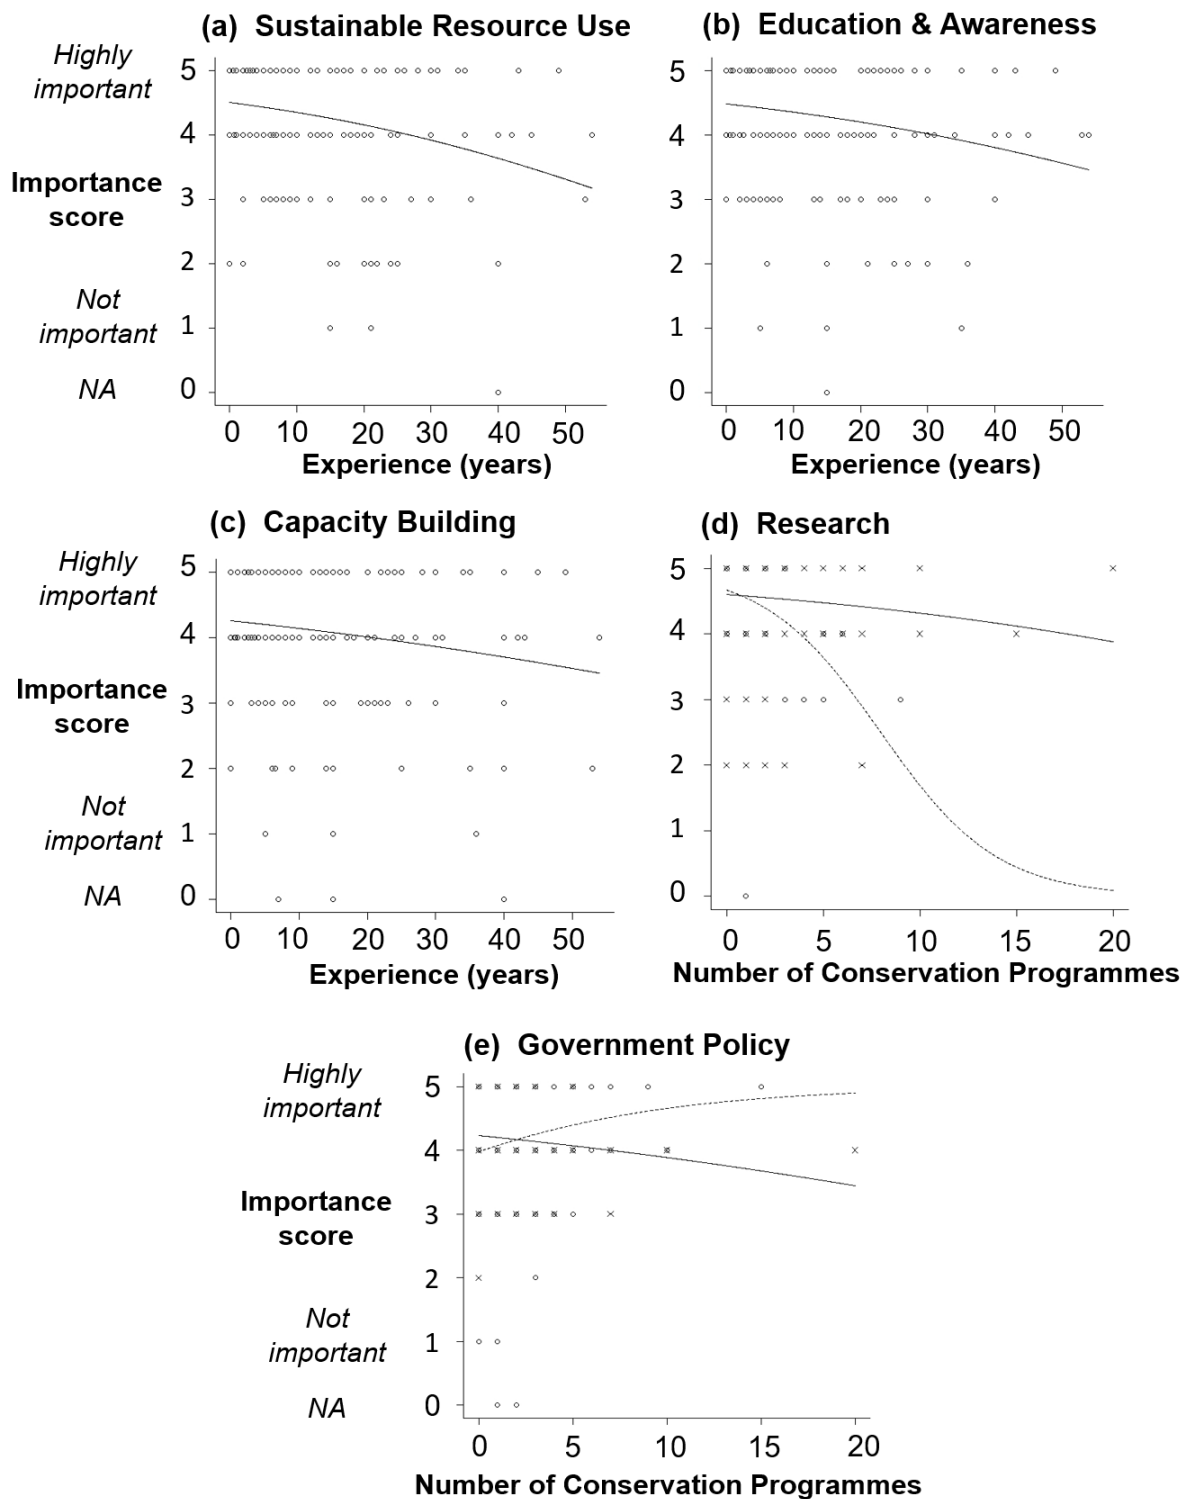 (a) Sustainable Resource Use
Highly
important
Importance
score
Not
important
NA
5
4
3
2
1
0
0 10 20 30 40 50
Experience (years)
(b) Education & Awareness
5
4
3
2
1
0
0 10 20 30 40 50
Experience (years)
(c) Capacity Building
Highly
important
Importance
score
Not
important
NA
5
4
3
2
1
0
0 10 20 30 40 50
Experience (years)
(d) Research
5
4
3
2
1
0
0 5 10 15 20
Number of Conservation Programmes
(e) Government Policy
Highly
important
Importance
score
Not
important
NA
5
4
3
2
1
0
0 5 10 15 20
Number of Conservation Programmes